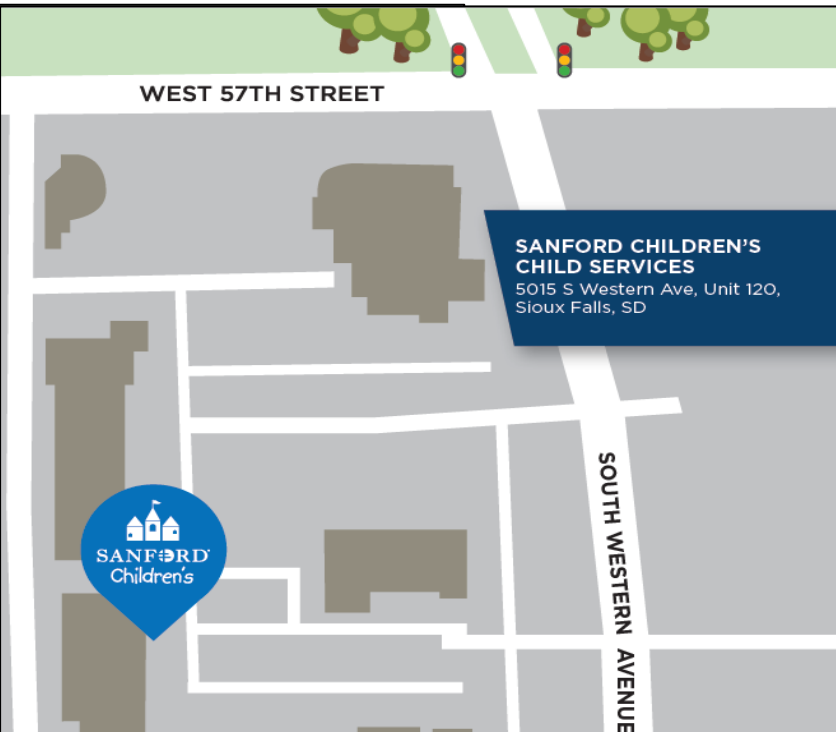 WEST 57TH STREET
SANFORD CHILDREN'S
CHILD SERVICES
5015 S Western Ave, Unit 120,
Sioux Falls, SD
SOUTH WESTERN AVENUE
SANFORD
Children's